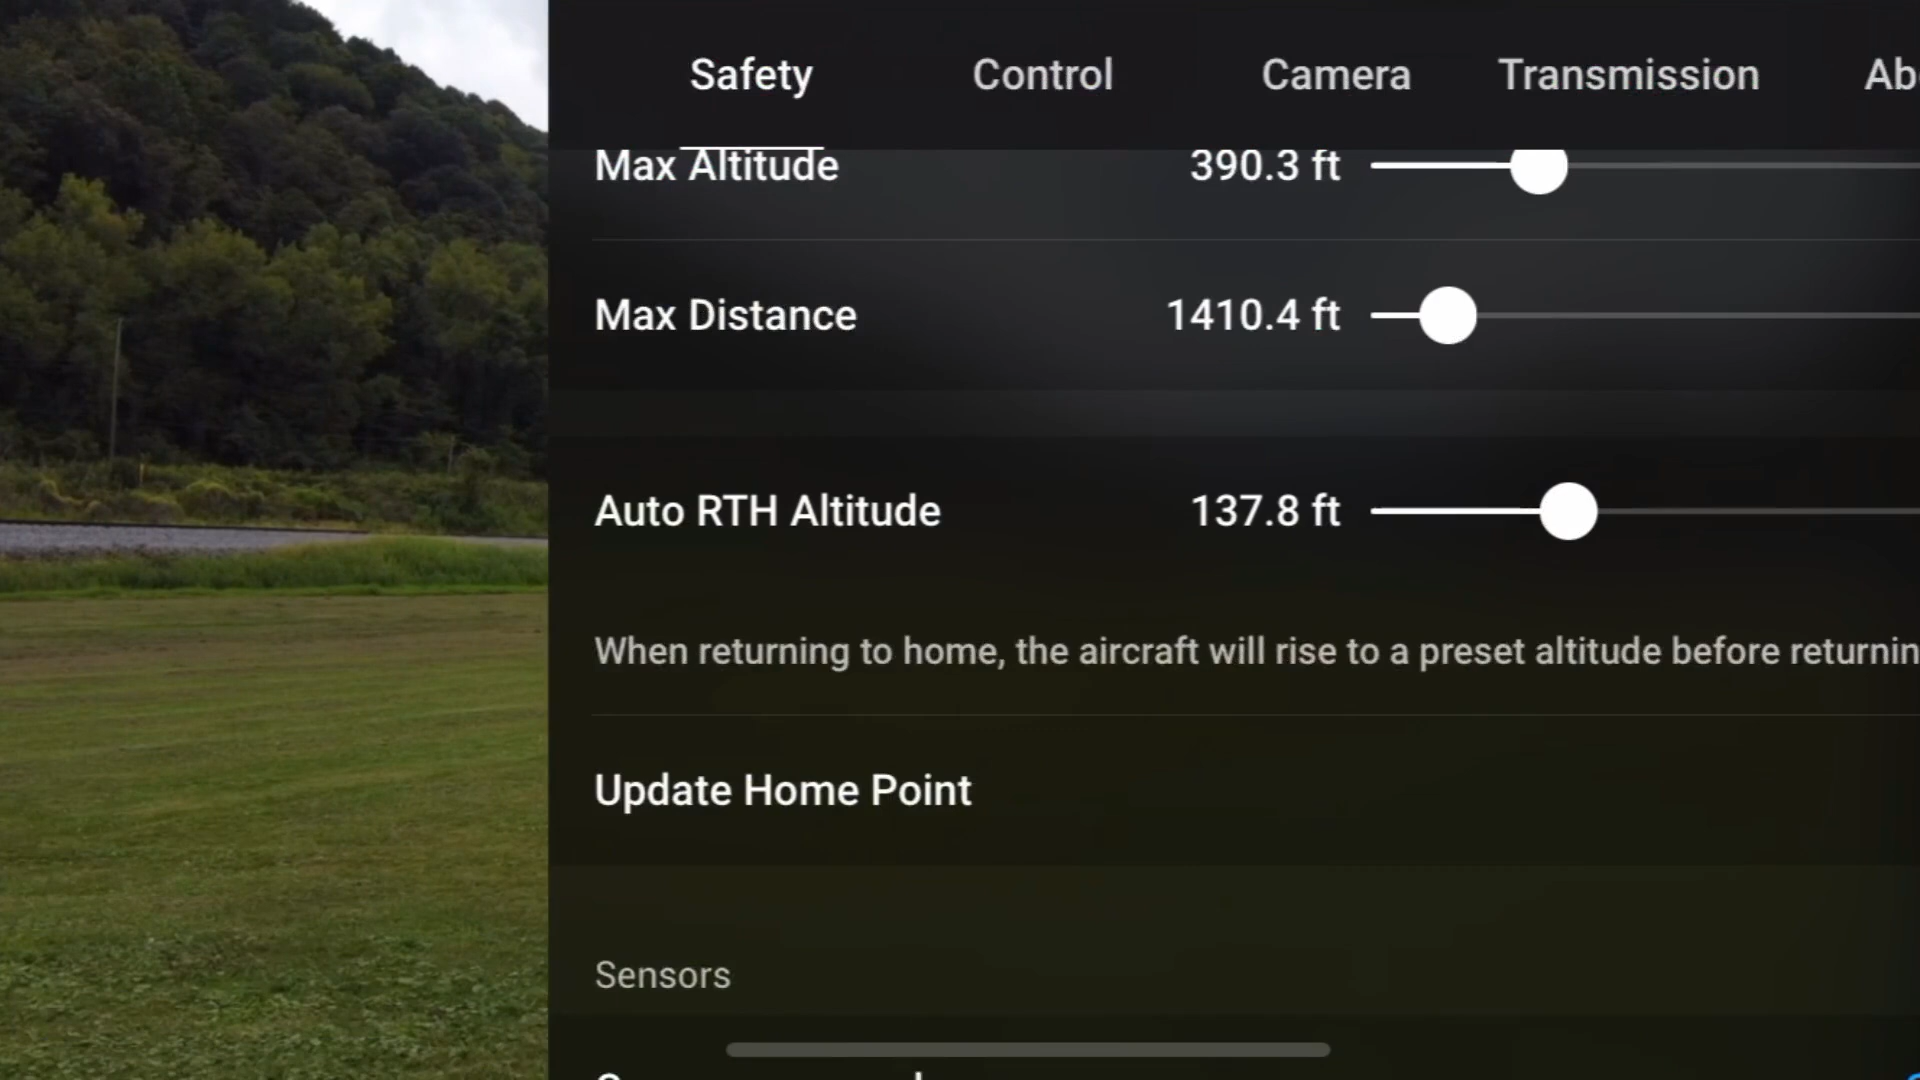 Safety Control Camera Transmission
Max Altitude 390.3 ft
Max Distance 1410.4 ft
Auto RTH Altitude 137.8 ft
When returning to home, the aircraft will rise to a preset altitude before
Update Home Point
Sensors